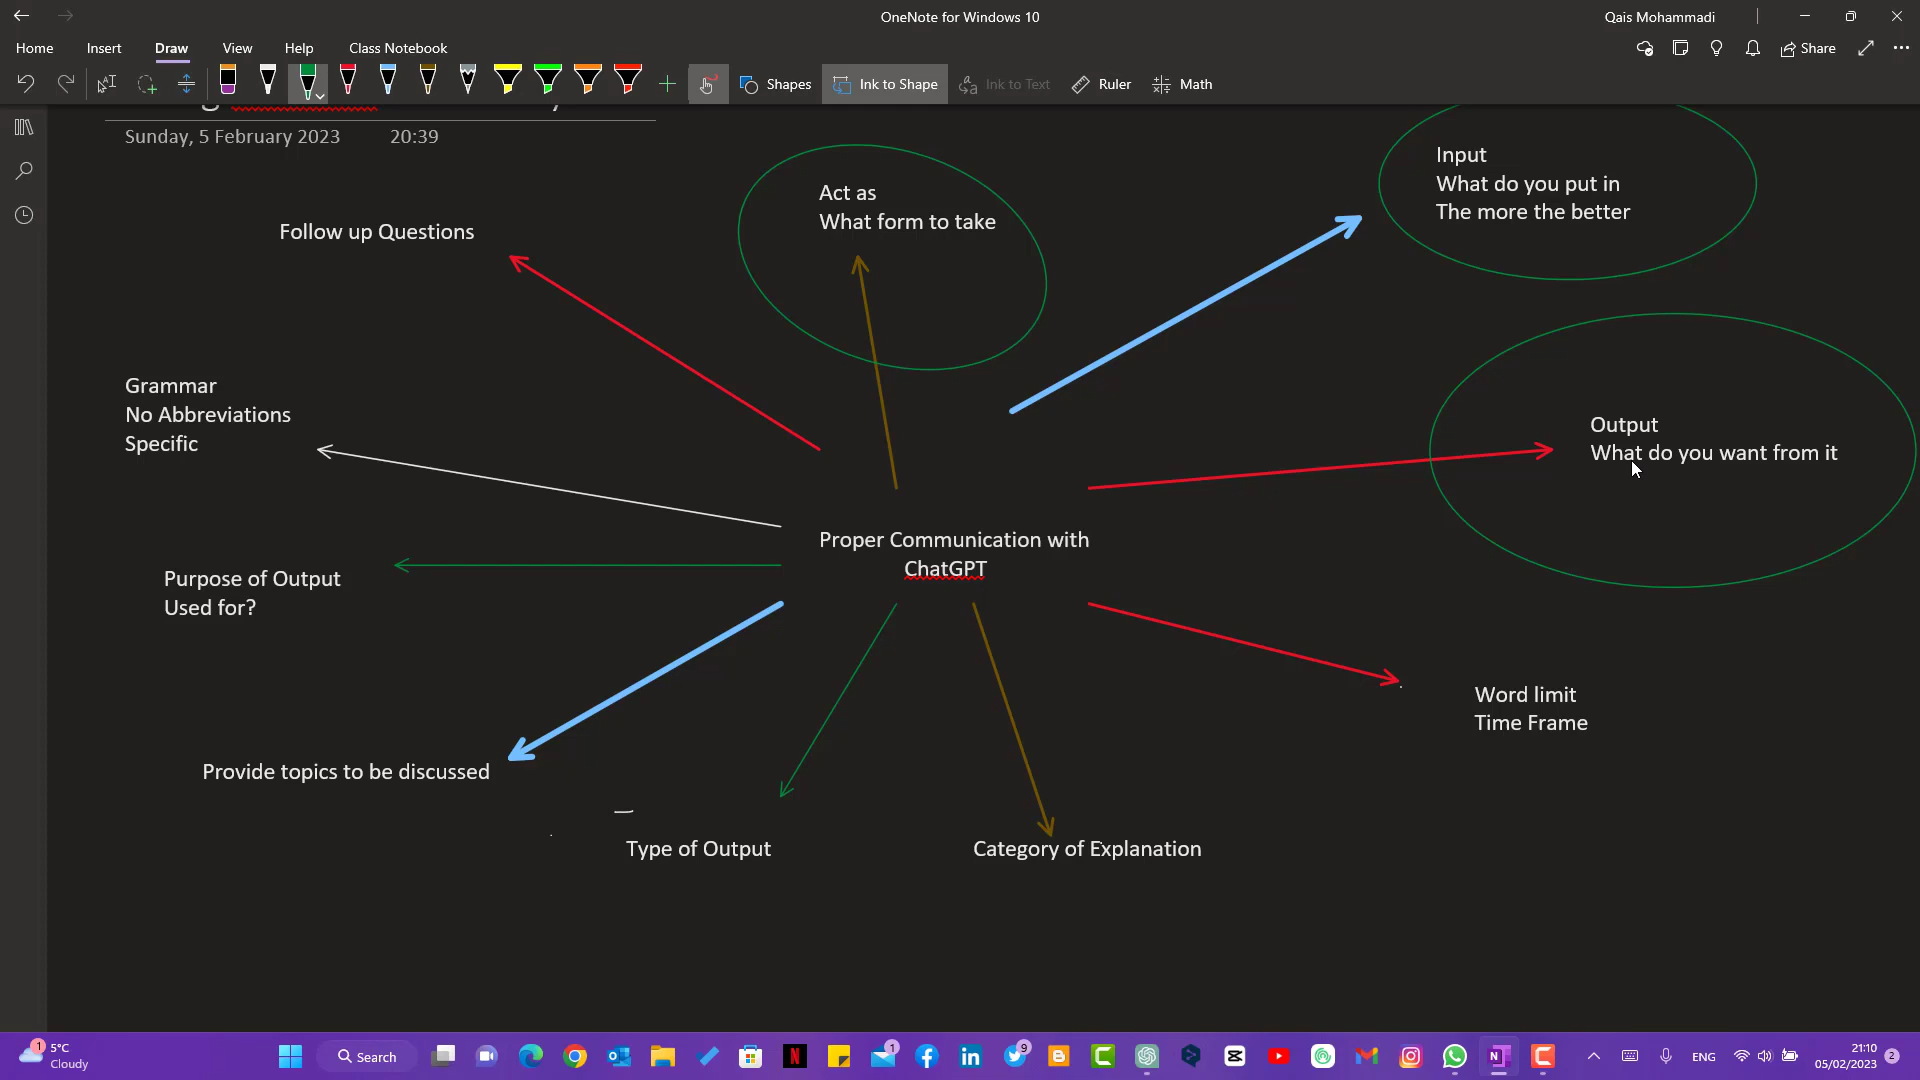 OneNote for Windows 10
Qais Mohammadi
Home
Insert
Draw
View
Help
Class Notebook
Share
Shapes
Ink to Shape
Ink to Text
Ruler
Math
Sunday, 5 February 2023
20:39
Act as
What form to take
Input
What do you put in
The more the better
Follow up Questions
Grammar
No Abbreviations
Specific
Output
What do you want from it
Proper Communication with
ChatGPT
Purpose of Output
Used for?
Word limit
Time Frame
Provide topics to be discussed
Type of Output
Category of Explanation
1
5°C
Cloudy
Search
1
9
ENG
21:10
05/02/2023
2